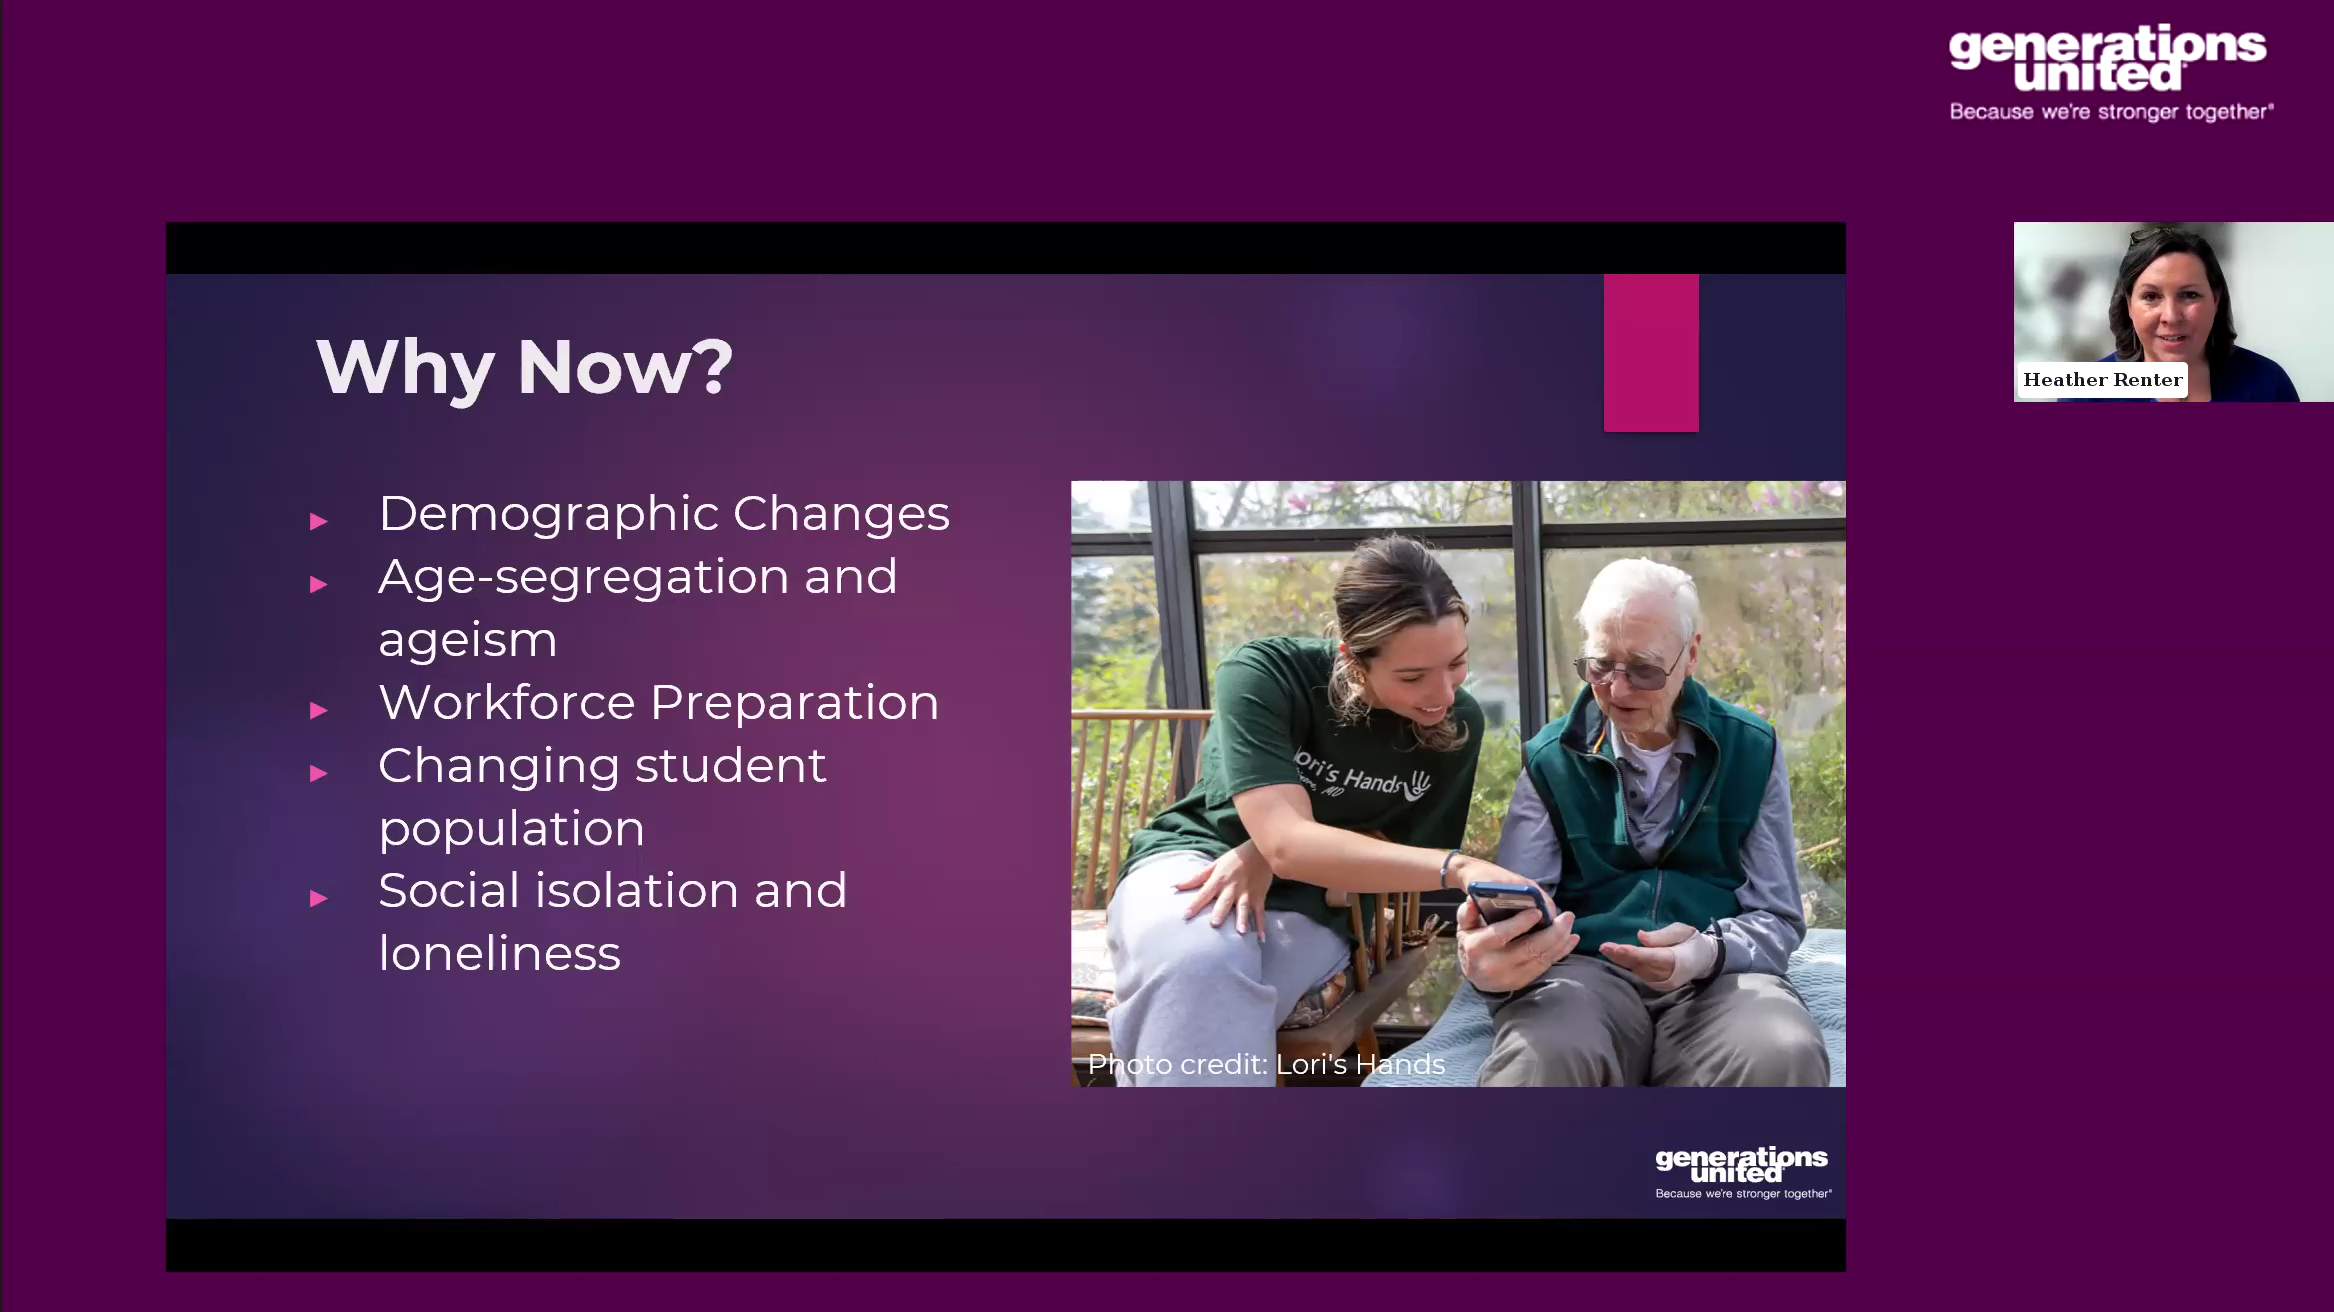 generations
united
Because we're stronger together®
Heather Renter
Why Now?
► Demographic Changes
► Age-segregation and
ageism
► Workforce Preparation
► Changing student
population
► Social isolation and
loneliness
ori's Hands
MD
Photo credit: Lori's Hands
generations
united
Because we're stronger together®